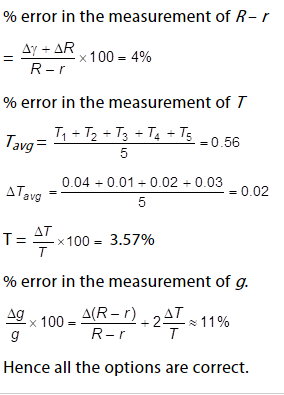 % error in the measurement of R – r
= (Δγ + ΔR)/(R – r) × 100 = 4%
% error in the measurement of T
Tavg = (T1 + T2 + T3 + T4 + T5)/5 = 0.56
ΔTavg = (0.04 + 0.01 + 0.02 + 0.03)/5 = 0.02
T = ΔT/T × 100 = 3.57%
% error in the measurement of g.
Δg/g × 100 = Δ(R – r)/(R – r) + 2 ΔT/T ≈ 11%
Hence all the options are correct.